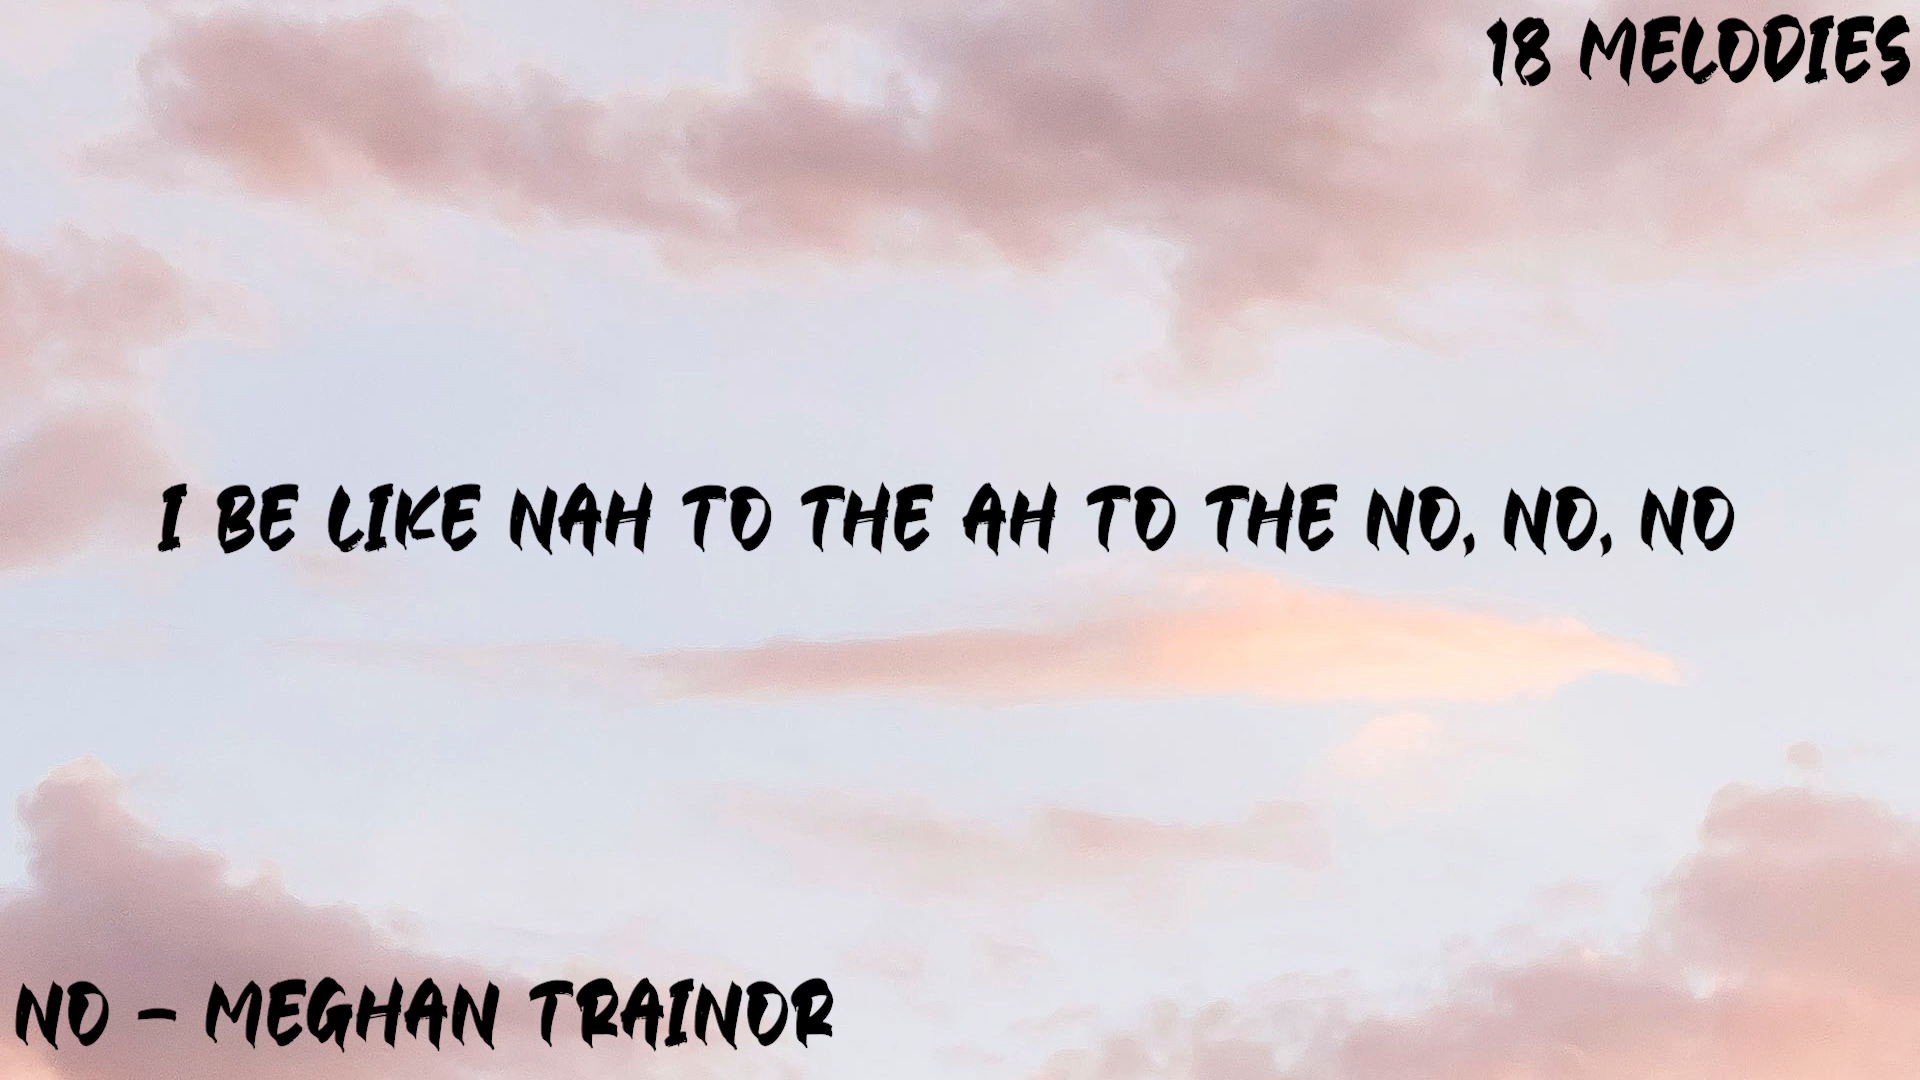 18 MELODIES
I BE LIKE NAH TO THE AH TO THE NO, NO, NO
NO - MEGHAN TRAINOR